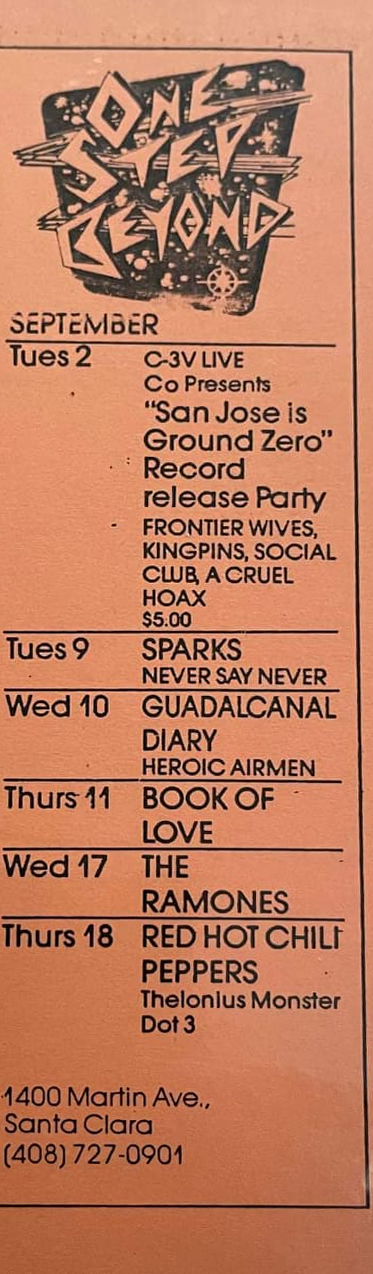 ONE
STEP
BEYOND
SEPTEMBER
Tues 2 C-3V LIVE
Co Presents
"San Jose is
Ground Zero"
Record
release Party
FRONTIER WIVES,
KINGPINS, SOCIAL
CLUB, A CRUEL
HOAX
$5.00
Tues 9 SPARKS
NEVER SAY NEVER
Wed 10 GUADALCANAL
DIARY
HEROIC AIRMEN
Thurs 11 BOOK OF
LOVE
Wed 17 THE
RAMONES
Thurs 18 RED HOT CHILI
PEPPERS
Thelonius Monster
Dot 3
1400 Martin Ave.,
Santa Clara
(408) 727-0901